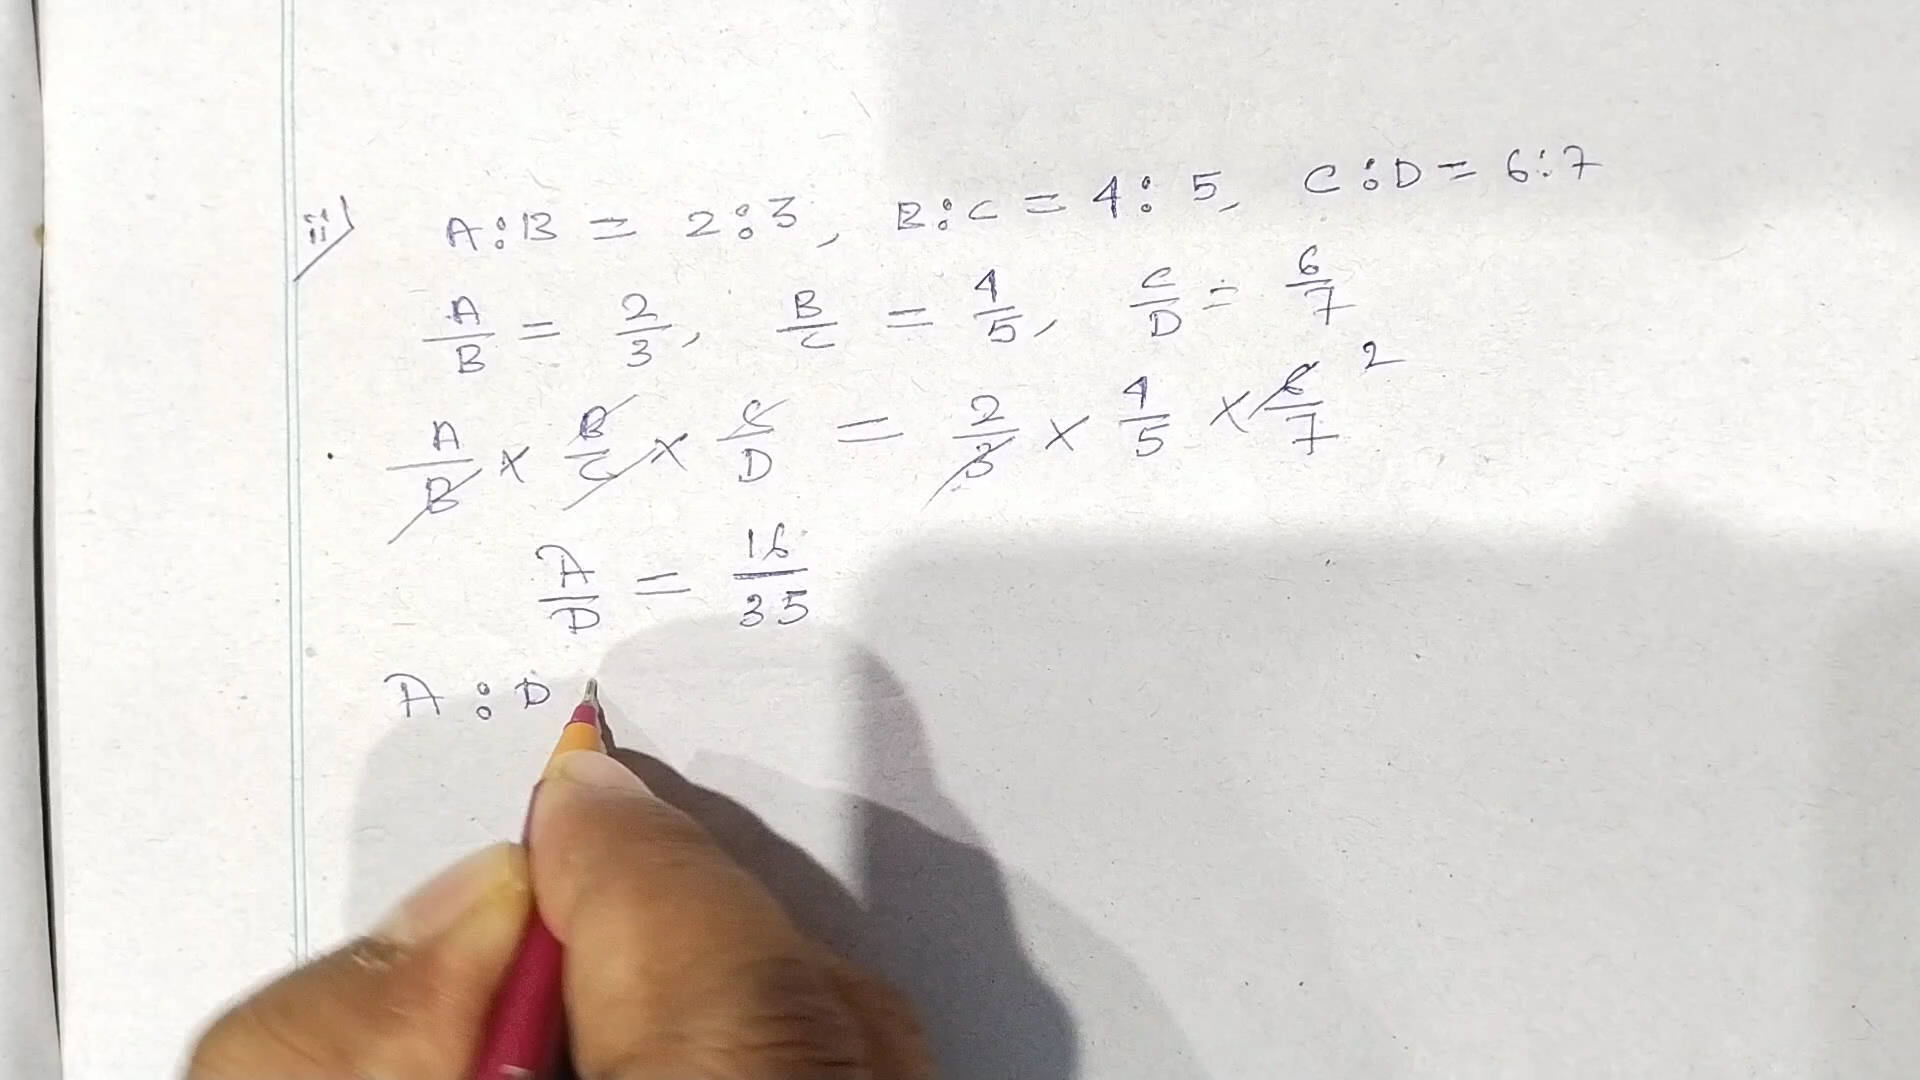 ii) A:B = 2:3, B:C = 4:5, C:D = 6:7
A/B = 2/3, B/C = 4/5, C/D = 6/7
A/B × B/C × C/D = 2/3 × 4/5 × 6/7 2
A/D = 16/35
A : D